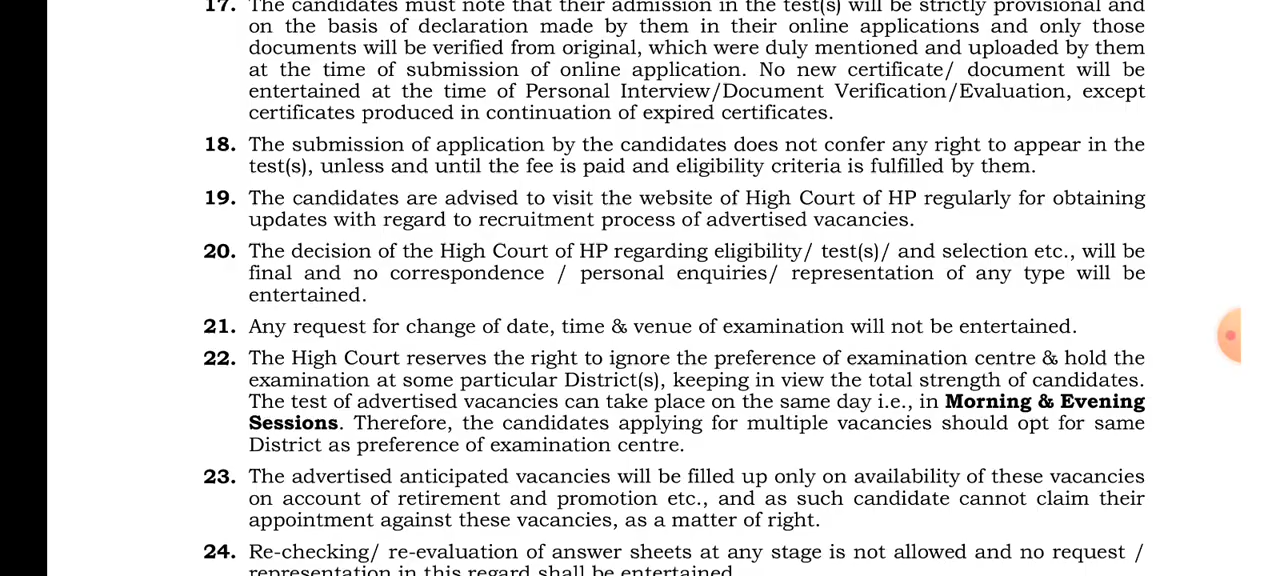 17. The candidates must note that their admission in the test(s) will be strictly provisional and
on the basis of declaration made by them in their online applications and only those
documents will be verified from original, which were duly mentioned and uploaded by them
at the time of submission of online application. No new certificate/ document will be
entertained at the time of Personal Interview/Document Verification/Evaluation, except
certificates produced in continuation of expired certificates.
18. The submission of application by the candidates does not confer any right to appear in the
test(s), unless and until the fee is paid and eligibility criteria is fulfilled by them.
19. The candidates are advised to visit the website of High Court of HP regularly for obtaining
updates with regard to recruitment process of advertised vacancies.
20. The decision of the High Court of HP regarding eligibility/ test(s)/ and selection etc., will be
final and no correspondence / personal enquiries/ representation of any type will be
entertained.
21. Any request for change of date, time & venue of examination will not be entertained.
22. The High Court reserves the right to ignore the preference of examination centre & hold the
examination at some particular District(s), keeping in view the total strength of candidates.
The test of advertised vacancies can take place on the same day i.e., in Morning & Evening
Sessions. Therefore, the candidates applying for multiple vacancies should opt for same
District as preference of examination centre.
23. The advertised anticipated vacancies will be filled up only on availability of these vacancies
on account of retirement and promotion etc., and as such candidate cannot claim their
appointment against these vacancies, as a matter of right.
24. Re-checking/ re-evaluation of answer sheets at any stage is not allowed and no request /
representation in this regard shall be entertained.